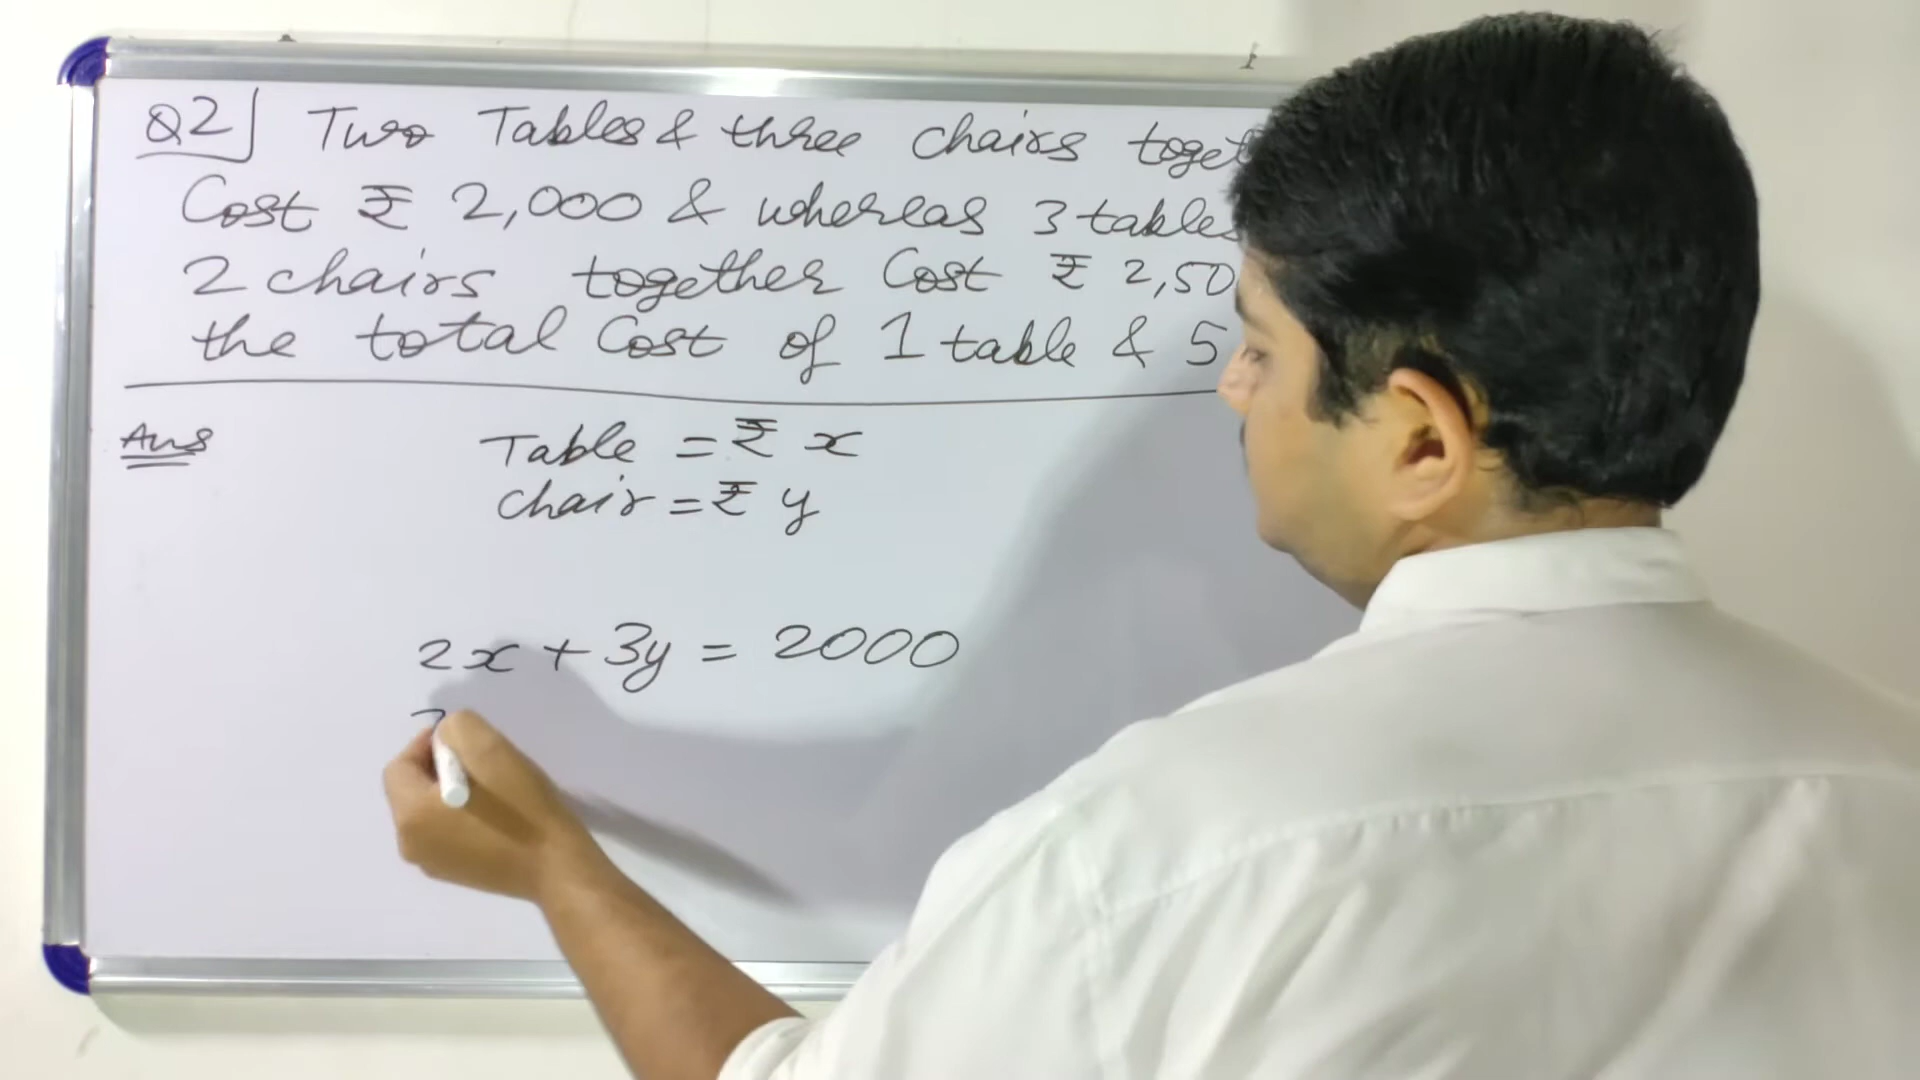 Q2] Two Tables & three chairs toget
Cost ₹ 2,000 & whereas 3 tables
2 chairs together Cost ₹ 2,50
the total Cost of 1 table & 5
Ans
Table = ₹ x
chair = ₹ y
2x + 3y = 2000